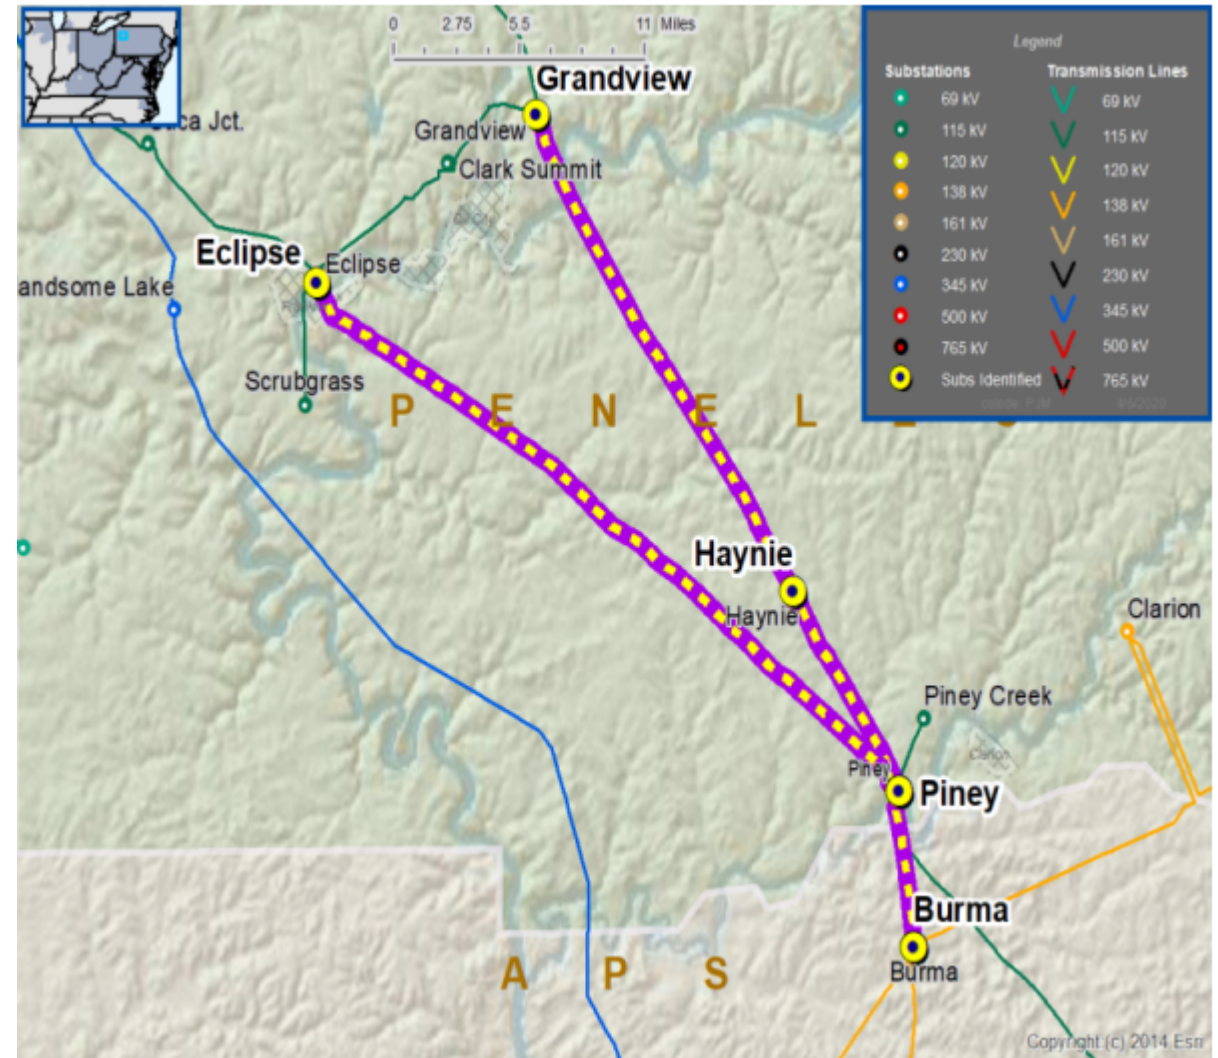 0 2.75 5.5 11 Miles
Legend
Substations Transmission Lines
69 kV 69 kV
115 kV 115 kV
120 kV 120 kV
138 kV 138 kV
161 kV 161 kV
230 kV 230 kV
345 kV 345 kV
500 kV 500 kV
765 kV 765 kV
Subs Identified
Grandview
Grandview
Jct.
Clark Summit
Eclipse
Eclipse
andsome Lake
Scrubgrass
P E N E L E C
Haynie
Haynie
Clarion
Piney Creek
Clarion
Piney
Piney
Burma
Burma
A P S
Copyright (c) 2014 Esri